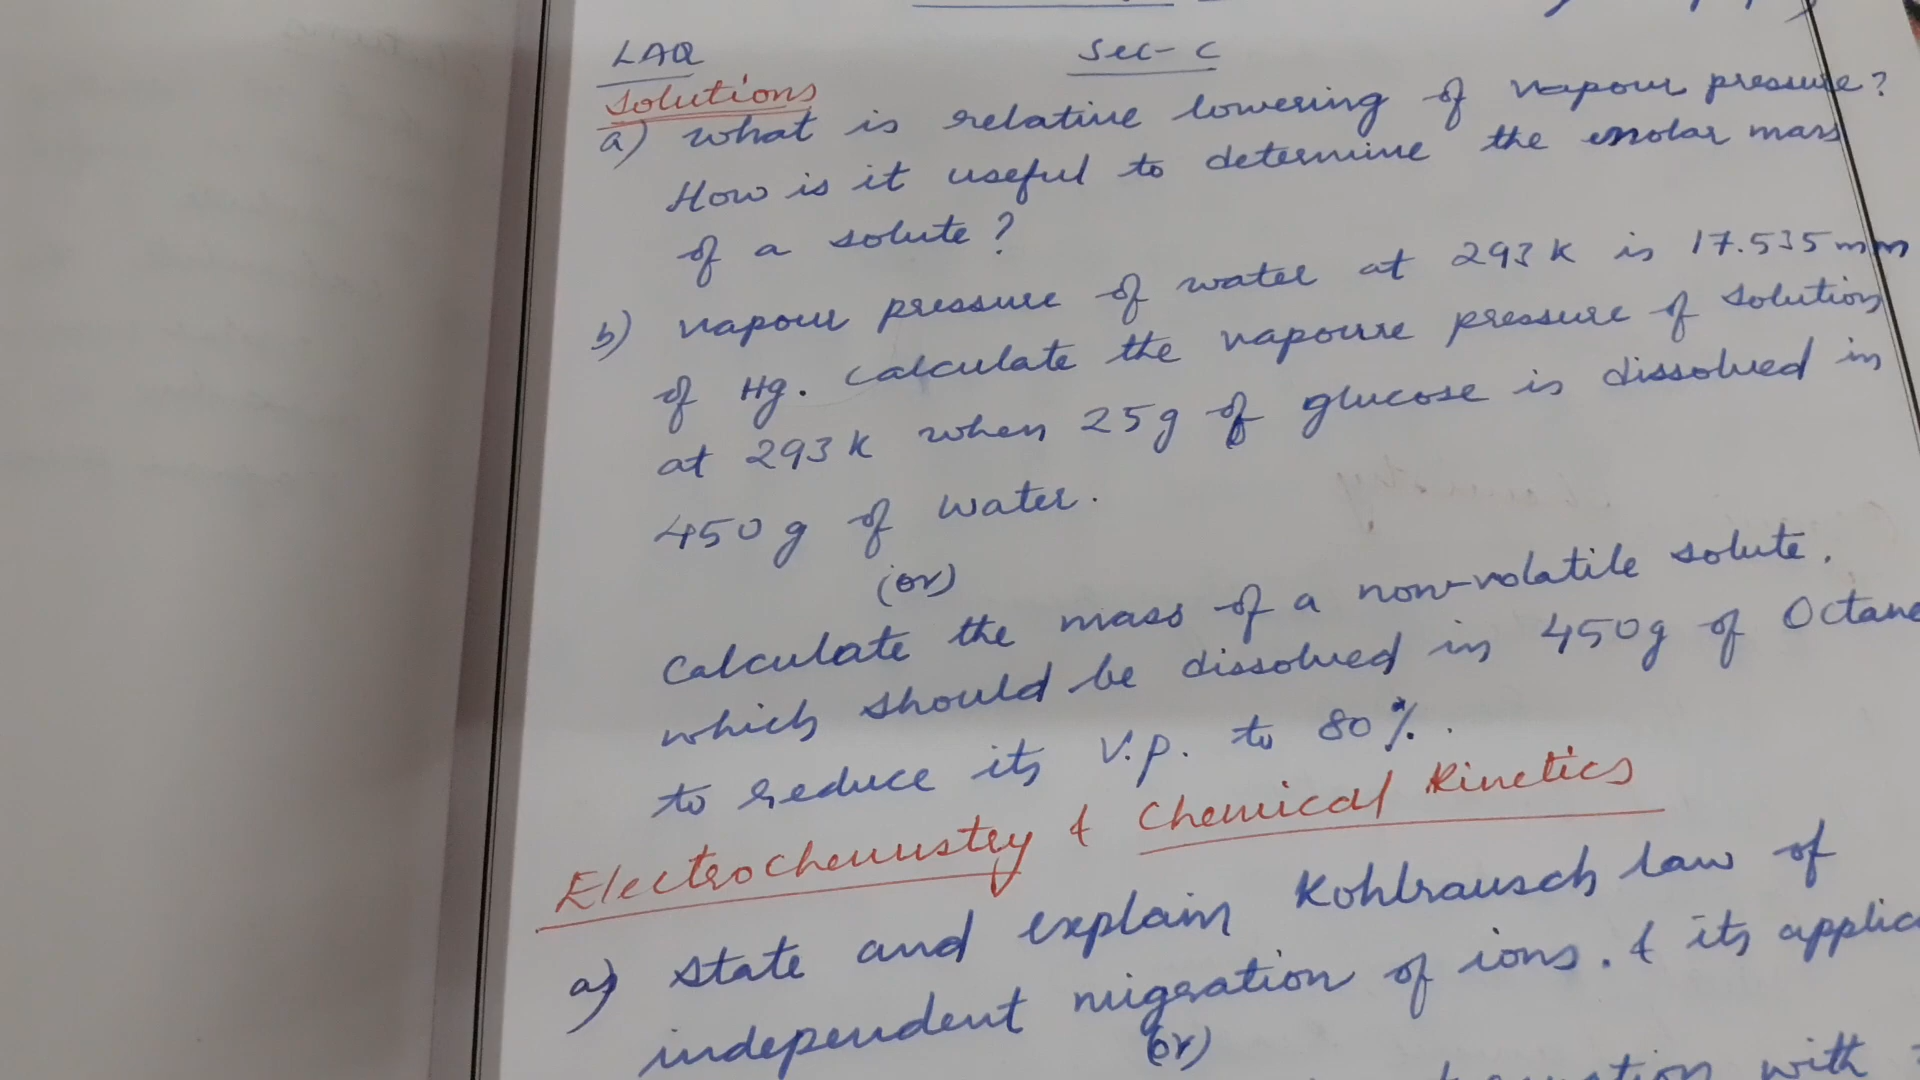 LAQ Sec-C
Solutions
a) what is relative lowering of vapour pressure?
How is it useful to determine the molar mass
of a solute?
b) vapour pressure of water at 293 K is 17.535 mm
of Hg. Calculate the vapoure pressure of solution
at 293 K when 25g of glucose is dissolved in
450 g of water.
(or)
Calculate the mass of a non-volatile solute.
which should be dissolved in 450g of Octane
to reduce its V.P. to 80%.
Electrochemistry & Chemical Kinetics
a) State and explain Kohlrausch law of
independent migration of ions. & its applic
(or)
with